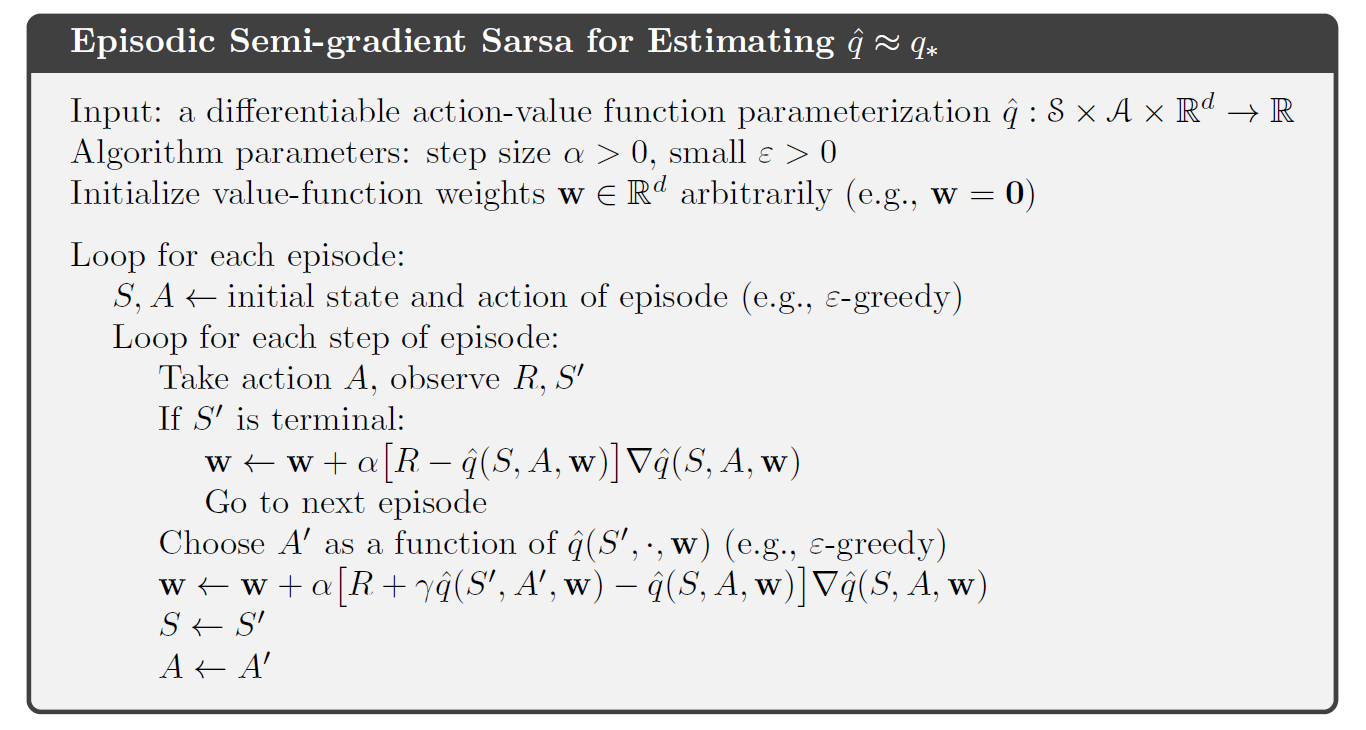 Episodic Semi-gradient Sarsa for Estimating q̂ ≈ q∗
Input: a differentiable action-value function parameterization q̂ : 𝒮 × 𝒜 × ℝᵈ → ℝ
Algorithm parameters: step size α > 0, small ε > 0
Initialize value-function weights w ∈ ℝᵈ arbitrarily (e.g., w = 0)
Loop for each episode:
S, A ← initial state and action of episode (e.g., ε-greedy)
Loop for each step of episode:
Take action A, observe R, S′
If S′ is terminal:
w ← w + α[R − q̂(S, A, w)]∇q̂(S, A, w)
Go to next episode
Choose A′ as a function of q̂(S′, ·, w) (e.g., ε-greedy)
w ← w + α[R + γq̂(S′, A′, w) − q̂(S, A, w)]∇q̂(S, A, w)
S ← S′
A ← A′